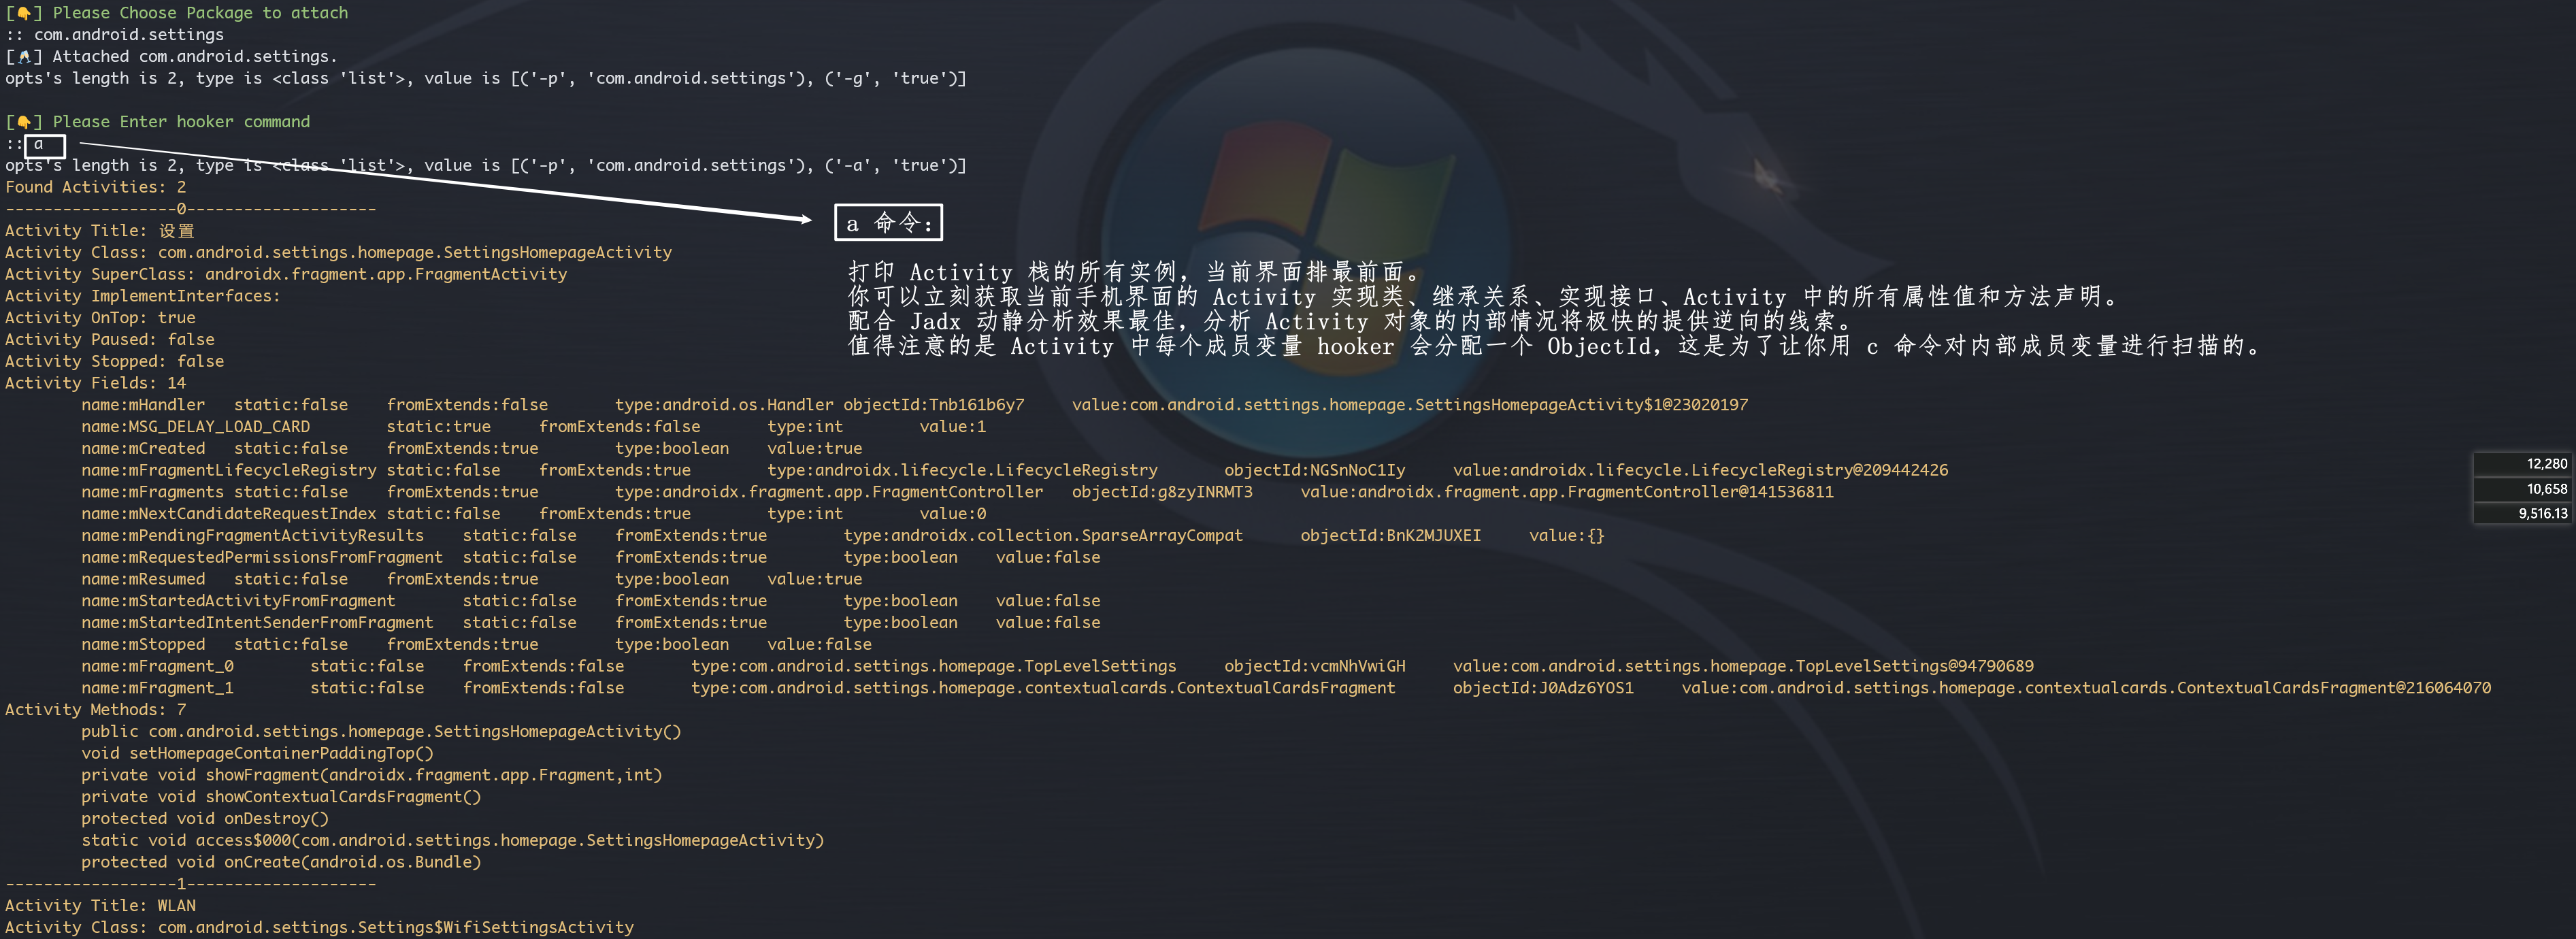 [👇] Please Choose Package to attach
:: com.android.settings
[🥂] Attached com.android.settings.
opts's length is 2, type is <class 'list'>, value is [('-p', 'com.android.settings'), ('-g', 'true')]
[👇] Please Enter hooker command
:: a
opts's length is 2, type is <class 'list'>, value is [('-p', 'com.android.settings'), ('-a', 'true')]
Found Activities: 2
------------------0--------------------
a 命令：
Activity Title: 设置
Activity Class: com.android.settings.homepage.SettingsHomepageActivity
Activity SuperClass: androidx.fragment.app.FragmentActivity
打印 Activity 栈的所有实例，当前界面排最前面。
你可以立刻获取当前手机界面的 Activity 实现类、继承关系、实现接口、Activity 中的所有属性值和方法声明。
配合 Jadx 动静分析效果最佳，分析 Activity 对象的内部情况将极快的提供逆向的线索。
值得注意的是 Activity 中每个成员变量 hooker 会分配一个 ObjectId，这是为了让你用 c 命令对内部成员变量进行扫描的。
Activity ImplementInterfaces:
Activity OnTop: true
Activity Paused: false
Activity Stopped: false
Activity Fields: 14
name:mHandler static:false fromExtends:false type:android.os.Handler objectId:Tnb161b6y7 value:com.android.settings.homepage.SettingsHomepageActivity$1@23020197
name:MSG_DELAY_LOAD_CARD static:true fromExtends:false type:int value:1
name:mCreated static:false fromExtends:true type:boolean value:true
name:mFragmentLifecycleRegistry static:false fromExtends:true type:androidx.lifecycle.LifecycleRegistry objectId:NGSnNoC1Iy value:androidx.lifecycle.LifecycleRegistry@209442426
name:mFragments static:false fromExtends:true type:androidx.fragment.app.FragmentController objectId:g8zyINRMT3 value:androidx.fragment.app.FragmentController@141536811
name:mNextCandidateRequestIndex static:false fromExtends:true type:int value:0
name:mPendingFragmentActivityResults static:false fromExtends:true type:androidx.collection.SparseArrayCompat objectId:BnK2MJUXEI value:{}
name:mRequestedPermissionsFromFragment static:false fromExtends:true type:boolean value:false
name:mResumed static:false fromExtends:true type:boolean value:true
name:mStartedActivityFromFragment static:false fromExtends:true type:boolean value:false
name:mStartedIntentSenderFromFragment static:false fromExtends:true type:boolean value:false
name:mStopped static:false fromExtends:true type:boolean value:false
name:mFragment_0 static:false fromExtends:false type:com.android.settings.homepage.TopLevelSettings objectId:vcmNhVwiGH value:com.android.settings.homepage.TopLevelSettings@94790689
name:mFragment_1 static:false fromExtends:false type:com.android.settings.homepage.contextualcards.ContextualCardsFragment objectId:J0Adz6YOS1 value:com.android.settings.homepage.contextualcards.ContextualCardsFragment@216064070
12,280
10,658
9,516.13
Activity Methods: 7
public com.android.settings.homepage.SettingsHomepageActivity()
void setHomepageContainerPaddingTop()
private void showFragment(androidx.fragment.app.Fragment,int)
private void showContextualCardsFragment()
protected void onDestroy()
static void access$000(com.android.settings.homepage.SettingsHomepageActivity)
protected void onCreate(android.os.Bundle)
------------------1--------------------
Activity Title: WLAN
Activity Class: com.android.settings.Settings$WifiSettingsActivity